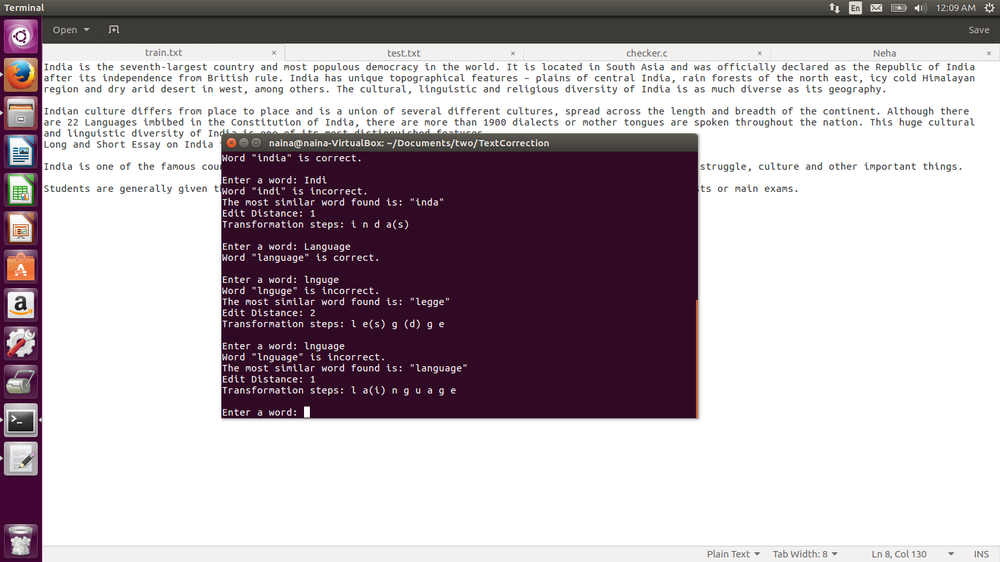 Terminal
En
12:09 AM
Open
Save
train.txt
test.txt
checker.c
Neha
India is the seventh-largest country and most populous democracy in the world. It is located in South Asia and was officially declared as the Republic of India
after its independence from British rule. India has unique topographical features – plains of central India, rain forests of the north east, icy cold Himalayan
region and dry arid desert in west, among others. The cultural, linguistic and religious diversity of India is as much diverse as its geography.
Indian culture differs from place to place and is a union of several different cultures, spread across the length and breadth of the continent. Although there
are 22 Languages imbibed in the Constitution of India, there are more than 1900 dialects or mother tongues are spoken throughout the nation. This huge cultural
and linguistic diversity of India is one of its most distinguished features
Long and Short Essay on India
India is one of the famous cou struggle, culture and other important things.
Students are generally given th ts or main exams.
naina@naina-VirtualBox: ~/Documents/two/TextCorrection
Word "india" is correct.
Enter a word: Indi
Word "indi" is incorrect.
The most similar word found is: "inda"
Edit Distance: 1
Transformation steps: i n d a(s)
Enter a word: Language
Word "language" is correct.
Enter a word: lnguge
Word "lnguge" is incorrect.
The most similar word found is: "legge"
Edit Distance: 2
Transformation steps: l e(s) g (d) g e
Enter a word: lnguage
Word "lnguage" is incorrect.
The most similar word found is: "language"
Edit Distance: 1
Transformation steps: l a(i) n g u a g e
Enter a word:
Plain Text
Tab Width: 8
Ln 8, Col 130
INS